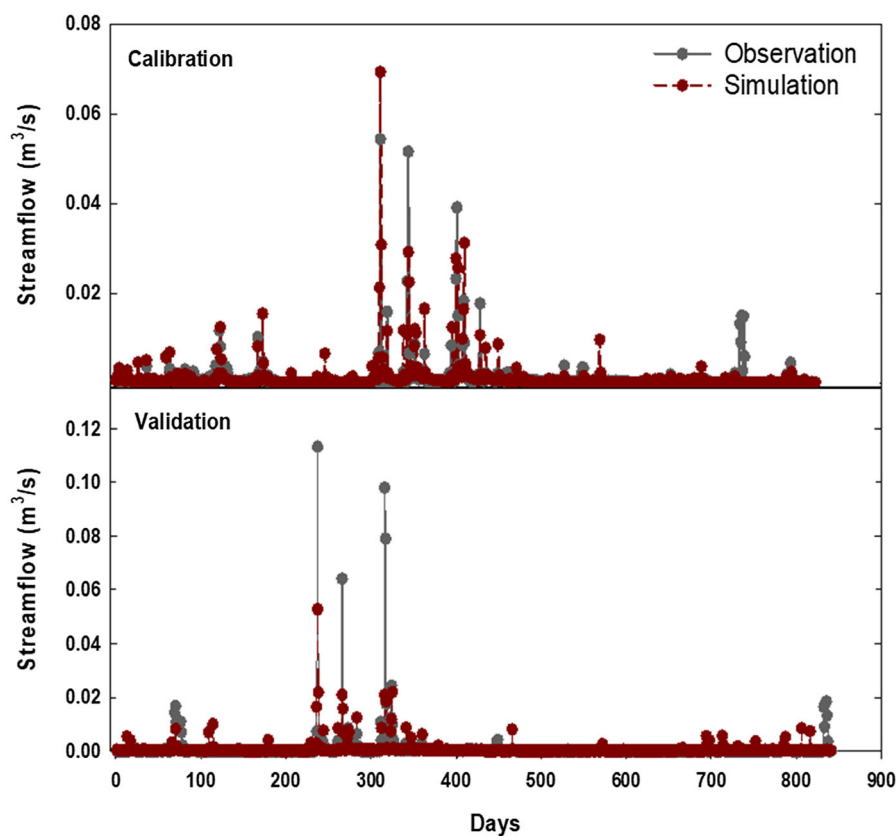 0.08
Calibration
Observation
Simulation
0.06
0.04
0.02
Streamflow (m³/s)
Validation
0.12
0.10
0.08
0.06
0.04
0.02
0.00
Streamflow (m³/s)
0 100 200 300 400 500 600 700 800 900
Days